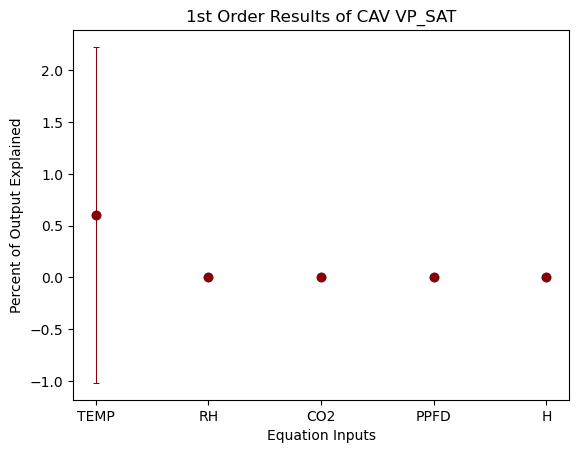 1st Order Results of CAV VP_SAT
Percent of Output Explained
2.0
1.5
1.0
0.5
0.0
−0.5
−1.0
TEMP RH CO2 PPFD H
Equation Inputs